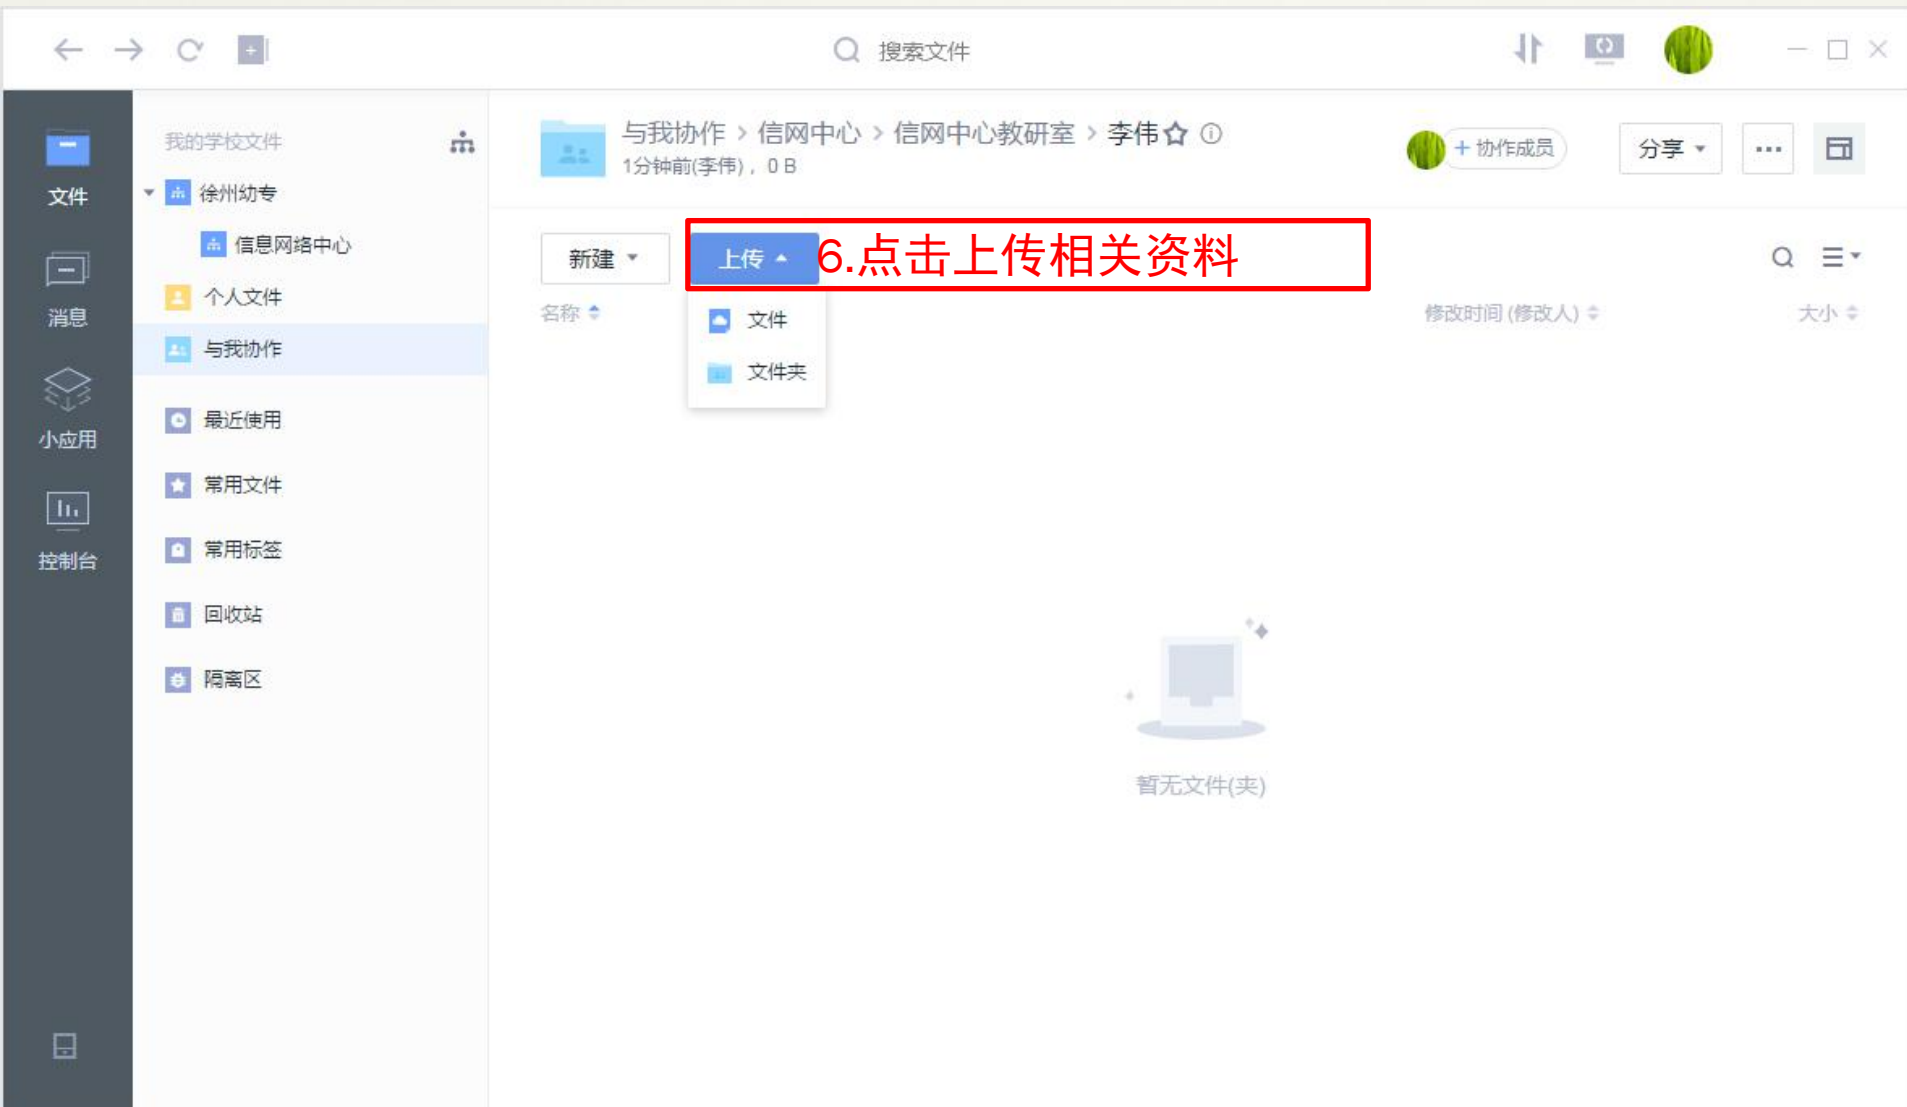 搜索文件
文件
消息
小应用
控制台
我的学校文件
徐州幼专
信息网络中心
个人文件
与我协作
最近使用
常用文件
常用标签
回收站
隔离区
与我协作 > 信网中心 > 信网中心教研室 > 李伟
1分钟前(李伟) , 0 B
+ 协作成员
分享
新建
上传
6.点击上传相关资料
名称
修改时间 (修改人)
大小
文件
文件夹
暂无文件(夹)